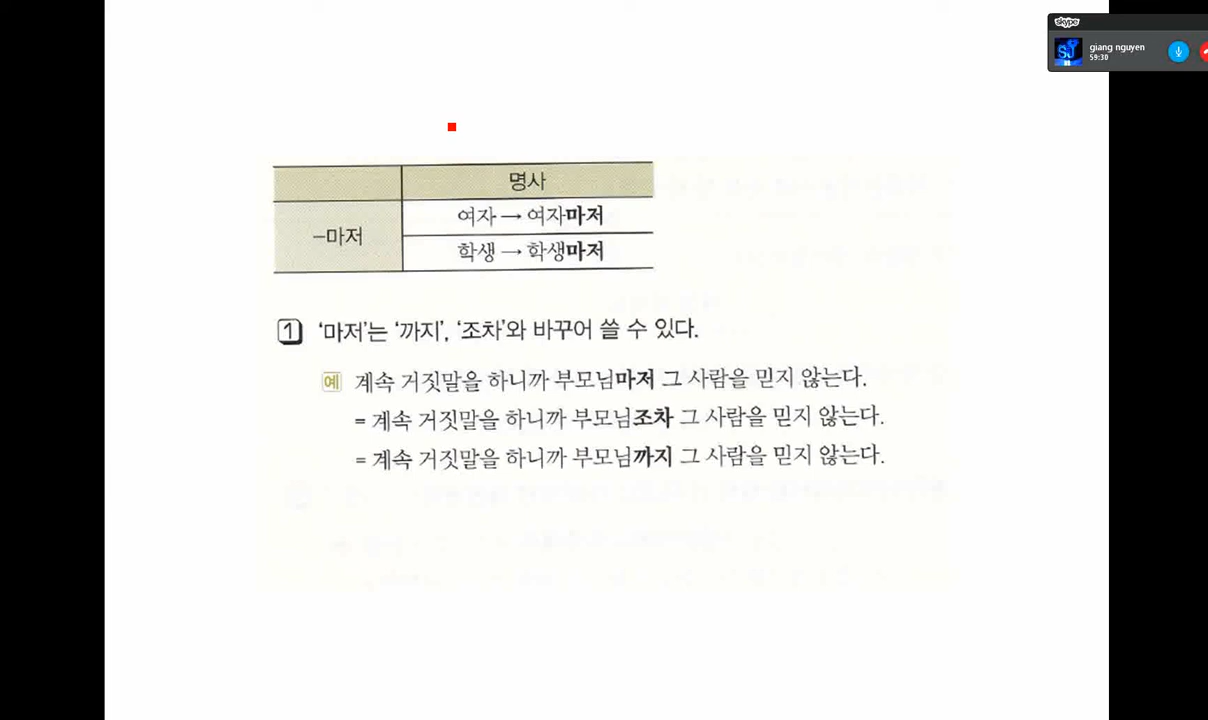 skype
giang nguyen
59:30
SJ
명사
-마저
여자 → 여자마저
학생 → 학생마저
1 '마저'는 '까지', '조차'와 바꾸어 쓸 수 있다.
예 계속 거짓말을 하니까 부모님마저 그 사람을 믿지 않는다.
= 계속 거짓말을 하니까 부모님조차 그 사람을 믿지 않는다.
= 계속 거짓말을 하니까 부모님까지 그 사람을 믿지 않는다.